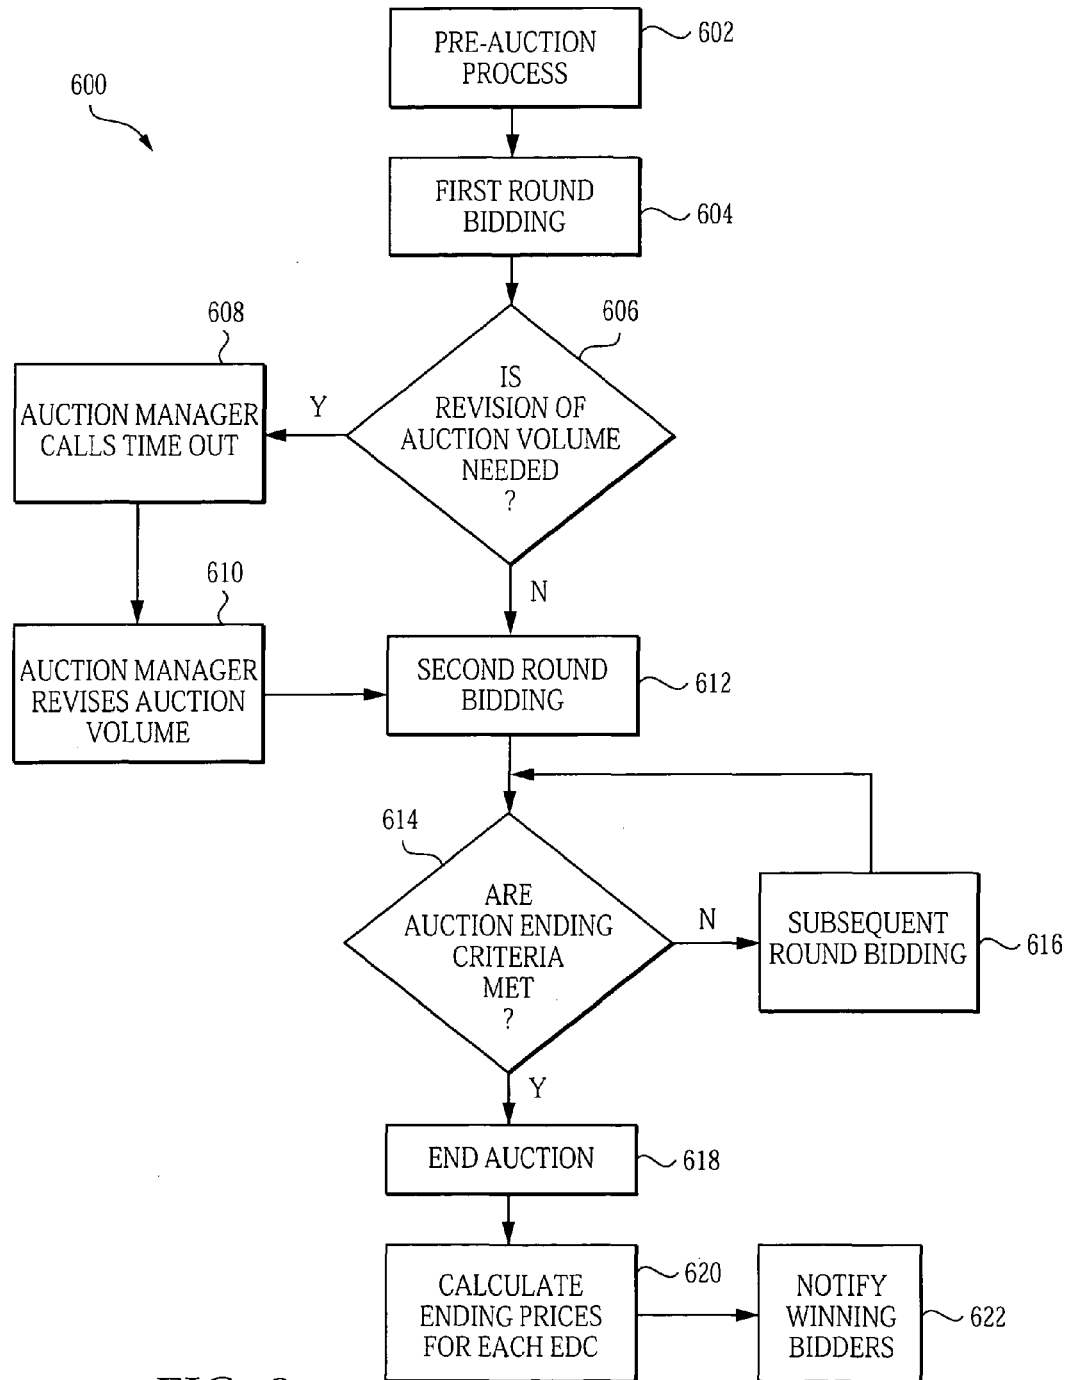 PRE-AUCTION
PROCESS
602
600
FIRST ROUND
BIDDING
604
606
608
IS
REVISION OF
AUCTION VOLUME
NEEDED
?
Y
AUCTION MANAGER
CALLS TIME OUT
N
610
AUCTION MANAGER
REVISES AUCTION
VOLUME
SECOND ROUND
BIDDING
612
614
ARE
AUCTION ENDING
CRITERIA
MET
?
N
SUBSEQUENT
ROUND BIDDING
616
Y
END AUCTION
618
CALCULATE
ENDING PRICES
FOR EACH EDC
620
NOTIFY
WINNING
BIDDERS
622